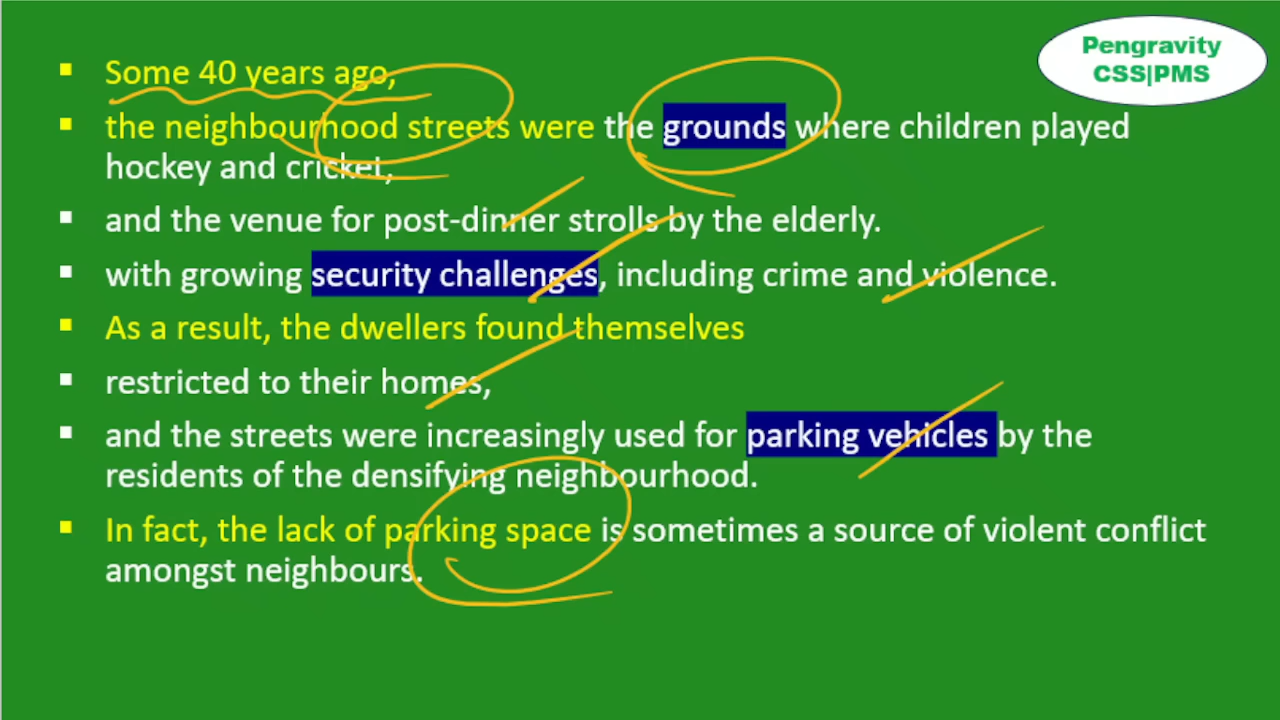 Pengravity
CSS|PMS
Some 40 years ago,
the neighbourhood streets were the grounds where children played
hockey and cricket,
and the venue for post-dinner strolls by the elderly.
with growing security challenges, including crime and violence.
As a result, the dwellers found themselves
restricted to their homes,
and the streets were increasingly used for parking vehicles by the
residents of the densifying neighbourhood.
In fact, the lack of parking space is sometimes a source of violent conflict
amongst neighbours.